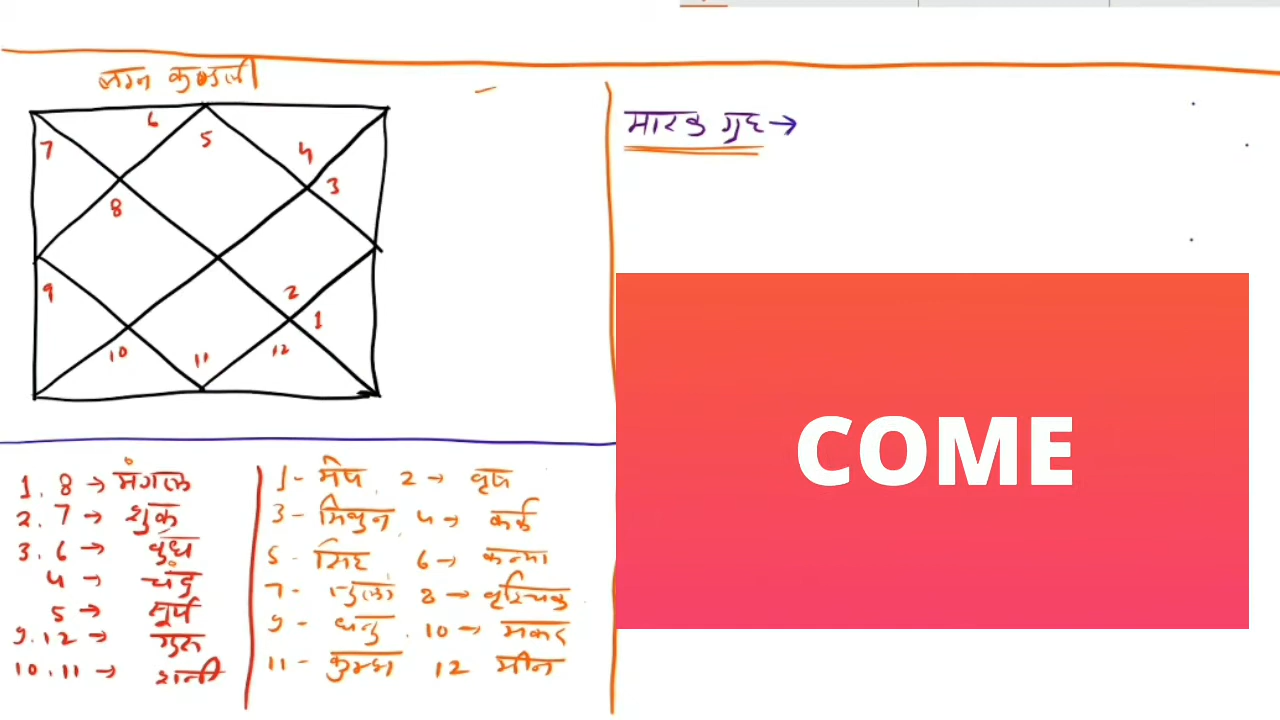 लग्न कुण्डली
6
5
7
4
3
8
9
2
1
10
11
12
मारक गृह →
COME
1. 8 → मंगल
2. 7 → शुक्र
3. 6 → बुध
4 → चंद्र
5 → सूर्य
9. 12 → गुरु
10. 11 → शनी
1 - मेष, 2 → वृष
3 - मिथुन, 4 → कर्क
5 - सिंह 6 → कन्या
7 - तुला 8 → वृश्चिक
9 - धनु. 10 → मकर
11 - कुम्भ 12 मीन